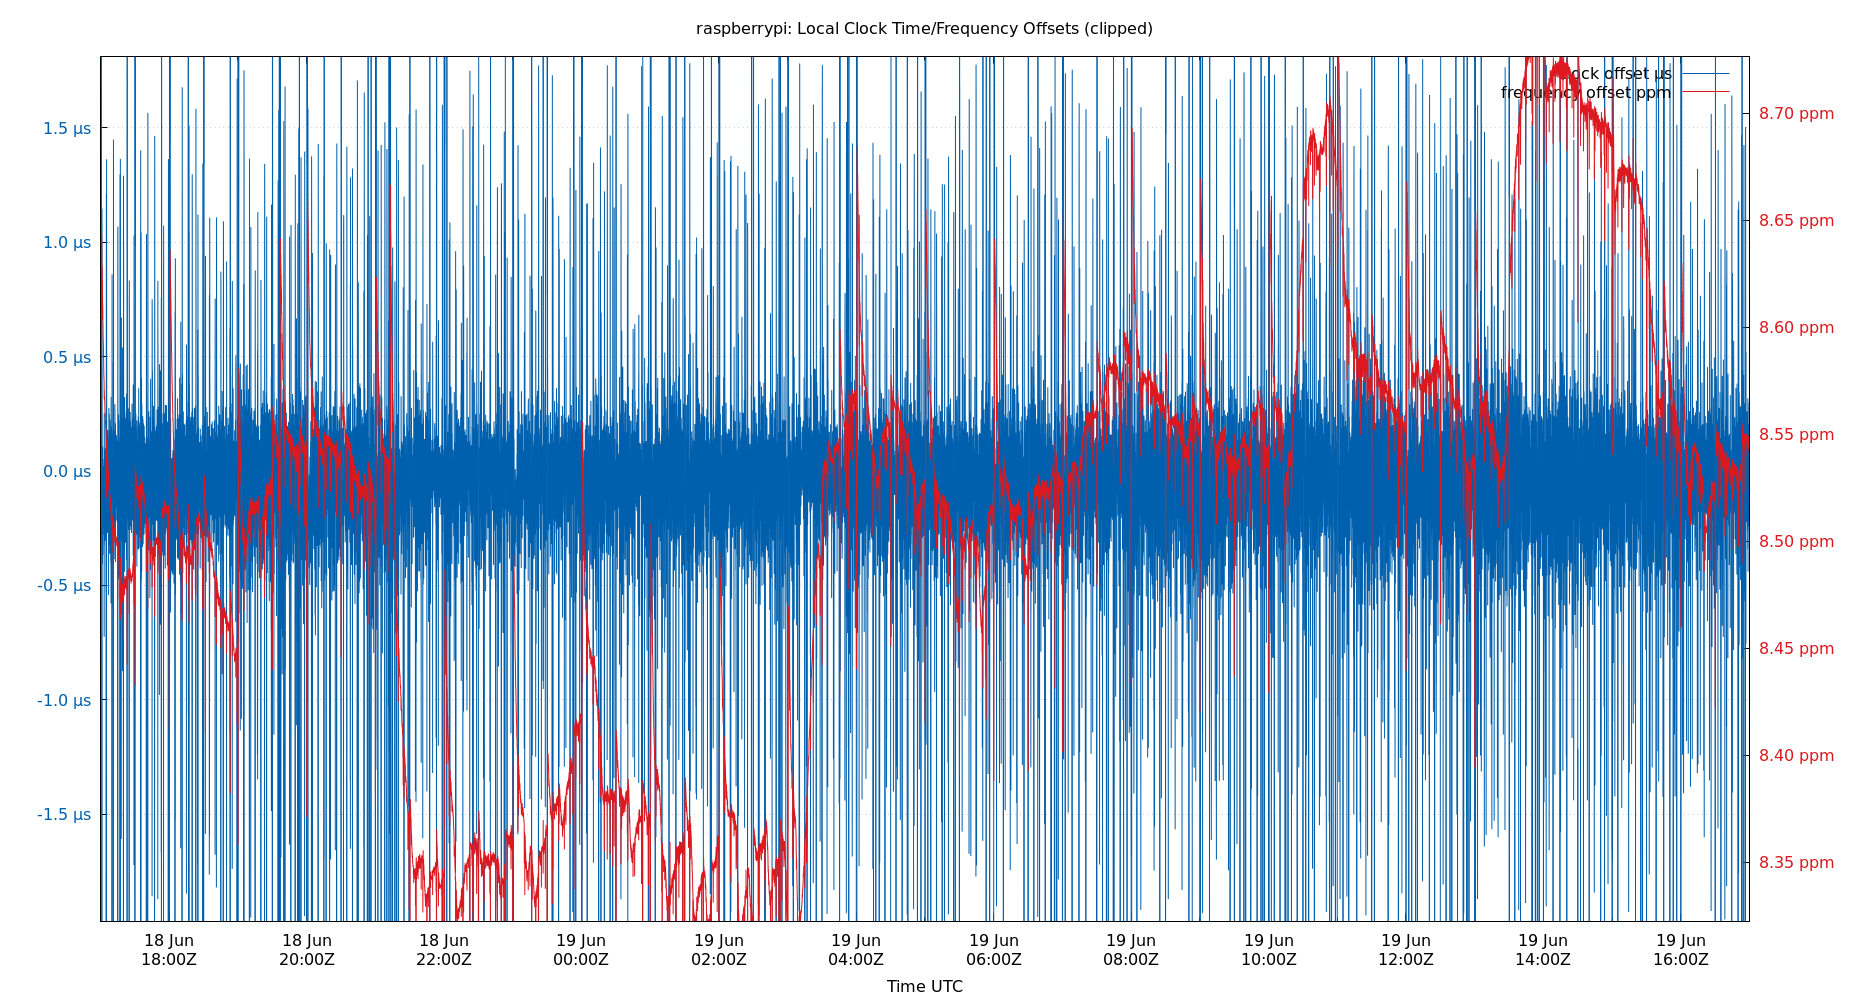 raspberrypi: Local Clock Time/Frequency Offsets (clipped)
clock offset µs
frequency offset ppm
1.5 µs
1.0 µs
0.5 µs
0.0 µs
-0.5 µs
-1.0 µs
-1.5 µs
8.70 ppm
8.65 ppm
8.60 ppm
8.55 ppm
8.50 ppm
8.45 ppm
8.40 ppm
8.35 ppm
18 Jun 18 Jun 18 Jun 19 Jun 19 Jun 19 Jun 19 Jun 19 Jun 19 Jun 19 Jun 19 Jun 19 Jun
18:00Z 20:00Z 22:00Z 00:00Z 02:00Z 04:00Z 06:00Z 08:00Z 10:00Z 12:00Z 14:00Z 16:00Z
Time UTC